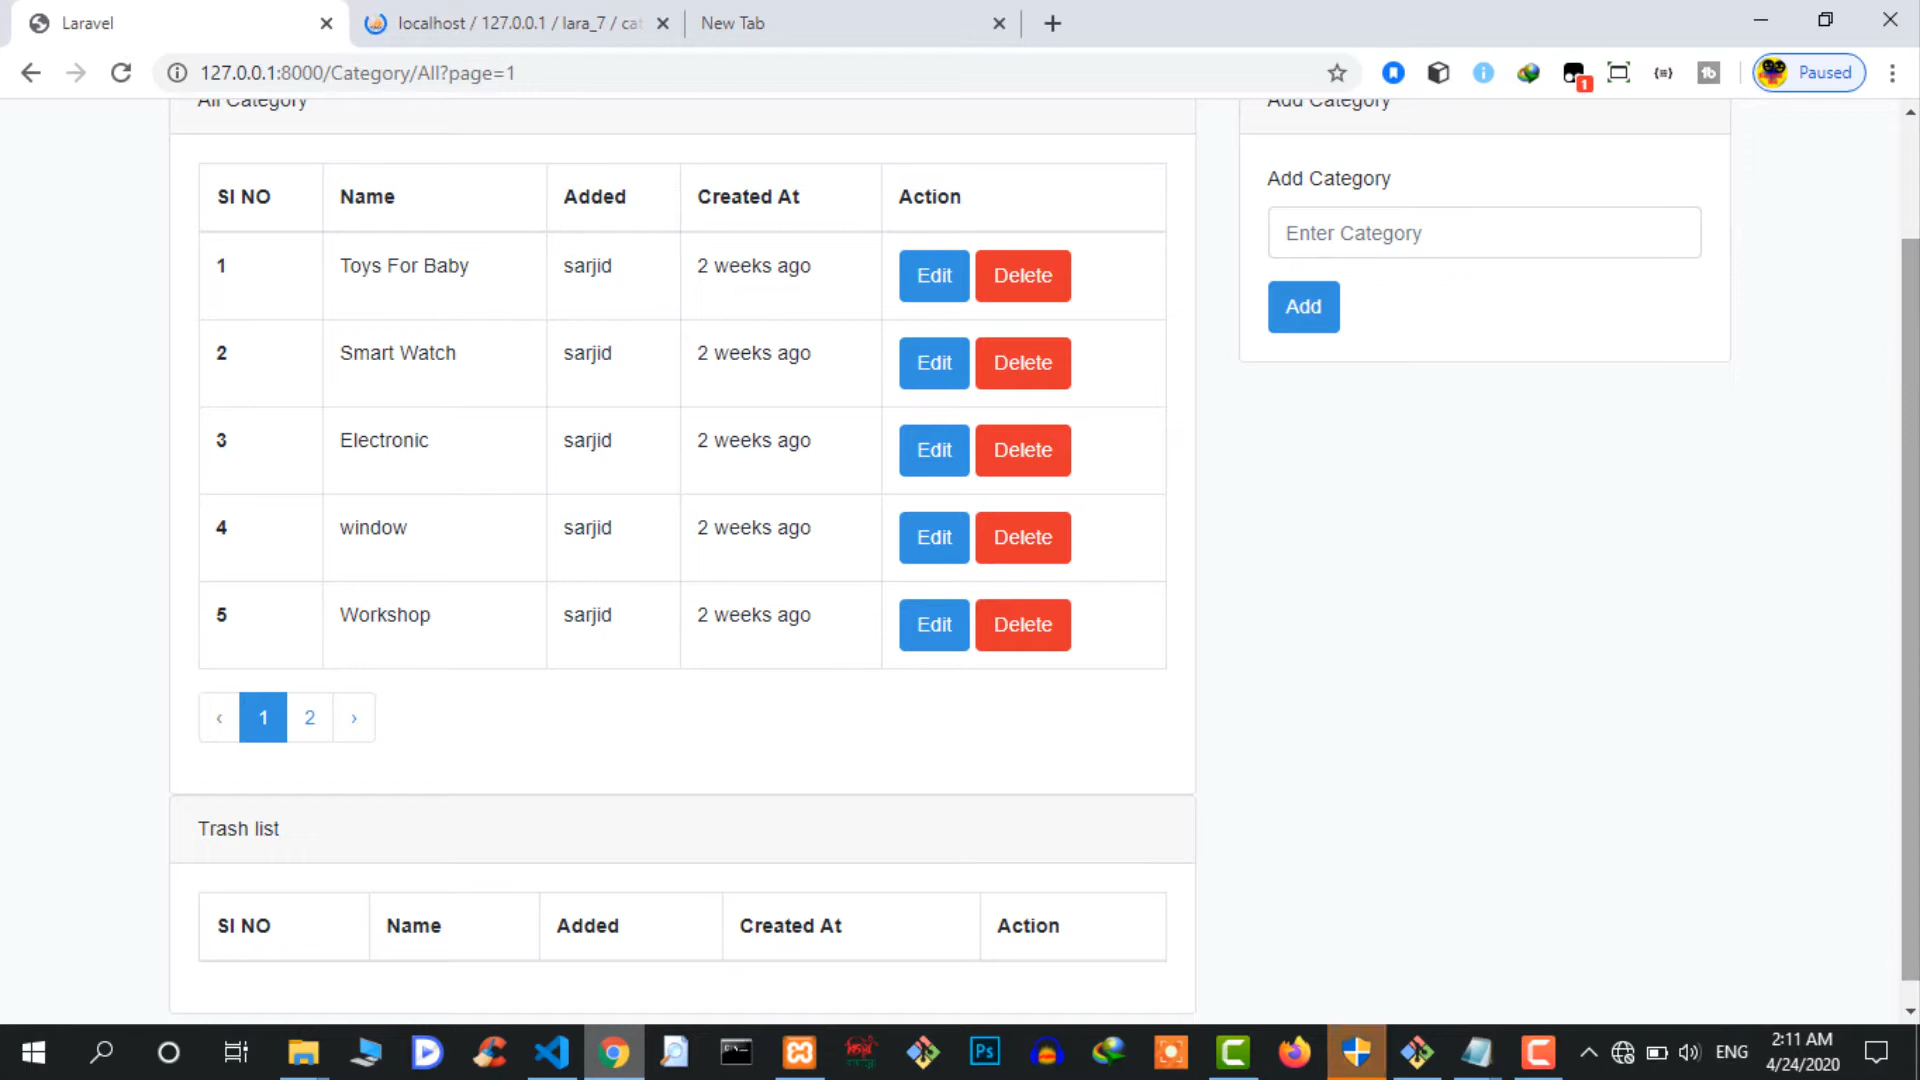 Laravel
localhost / 127.0.0.1 / lara_7 / cat
New Tab
127.0.0.1:8000/Category/All?page=1
Paused
1
All Category
Add Category
Sl NO Name Added Created At Action
1 Toys For Baby sarjid 2 weeks ago Edit Delete
2 Smart Watch sarjid 2 weeks ago Edit Delete
3 Electronic sarjid 2 weeks ago Edit Delete
4 window sarjid 2 weeks ago Edit Delete
5 Workshop sarjid 2 weeks ago Edit Delete
‹ 1 2 ›
Add Category
Enter Category
Add
Trash list
Sl NO Name Added Created At Action
Ps
ENG
2:11 AM
4/24/2020